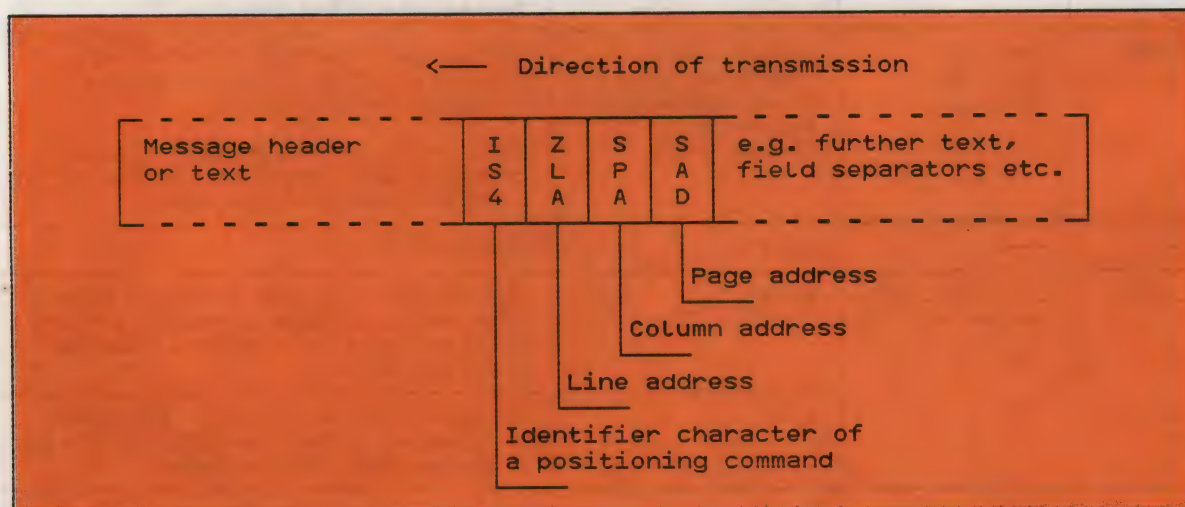 <— Direction of transmission
Message header
or text
I
S
4
Z
L
A
S
P
A
S
A
D
e.g. further text,
field separators etc.
Page address
Column address
Line address
Identifier character of
a positioning command